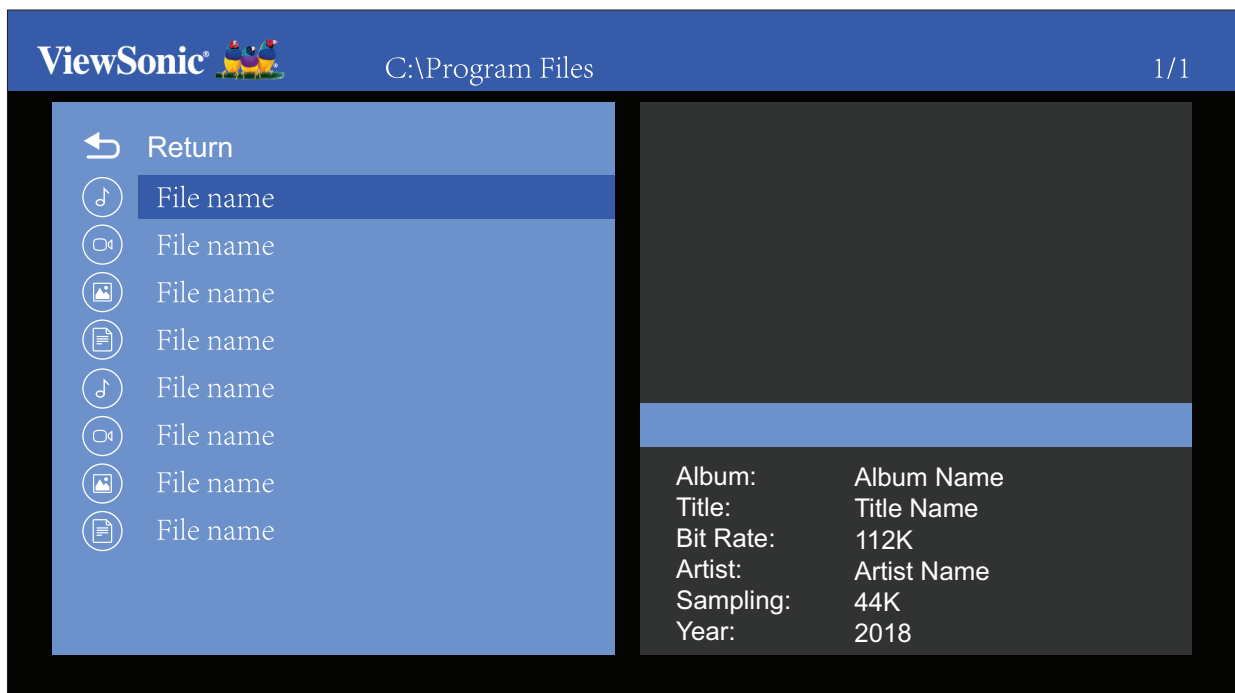 ViewSonic®
C:\Program Files
1/1
Return
File name
File name
File name
File name
File name
File name
File name
File name
Album: Album Name
Title: Title Name
Bit Rate: 112K
Artist: Artist Name
Sampling: 44K
Year: 2018